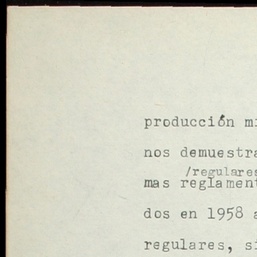 producción mi
nos demuestra
/regulares
mas reglament
dos en 1958 a
regulares, si